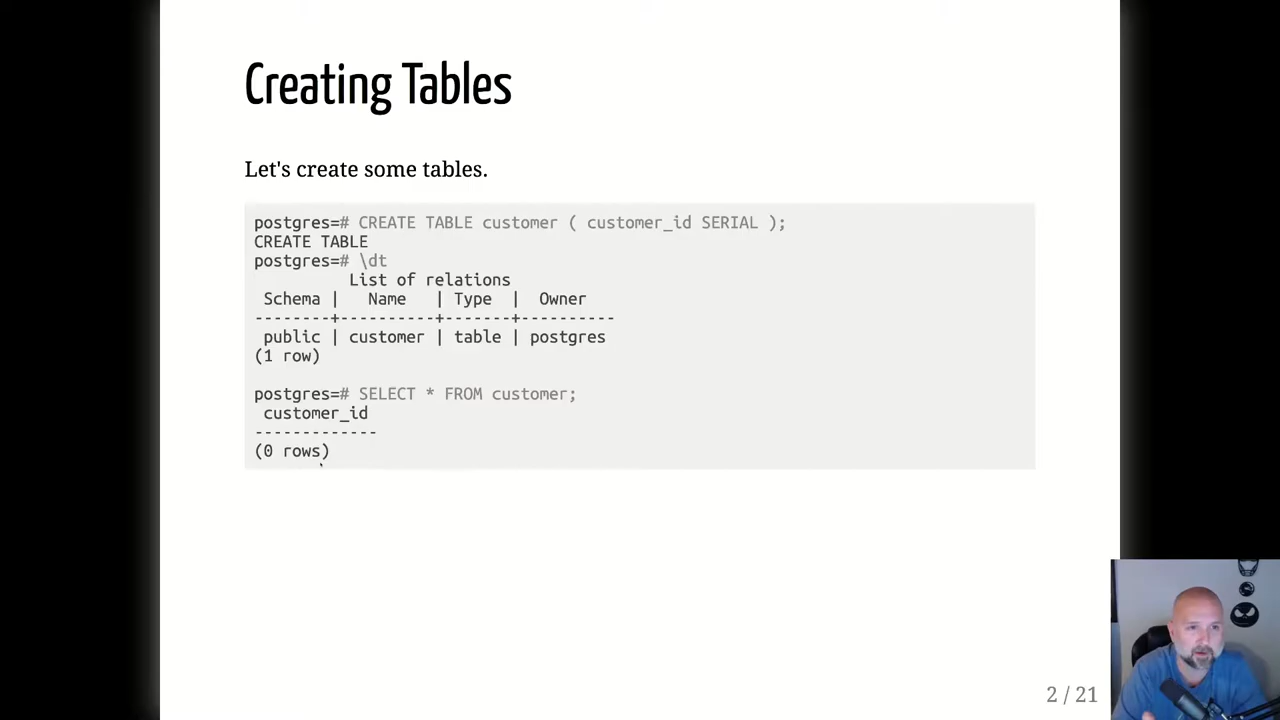 Creating Tables
Let's create some tables.
postgres=# CREATE TABLE customer ( customer_id SERIAL );
CREATE TABLE
postgres=# \dt
          List of relations
 Schema |   Name   | Type  |  Owner
--------+----------+-------+----------
 public | customer | table | postgres
(1 row)
postgres=# SELECT * FROM customer;
 customer_id
-------------
(0 rows)
2 / 21